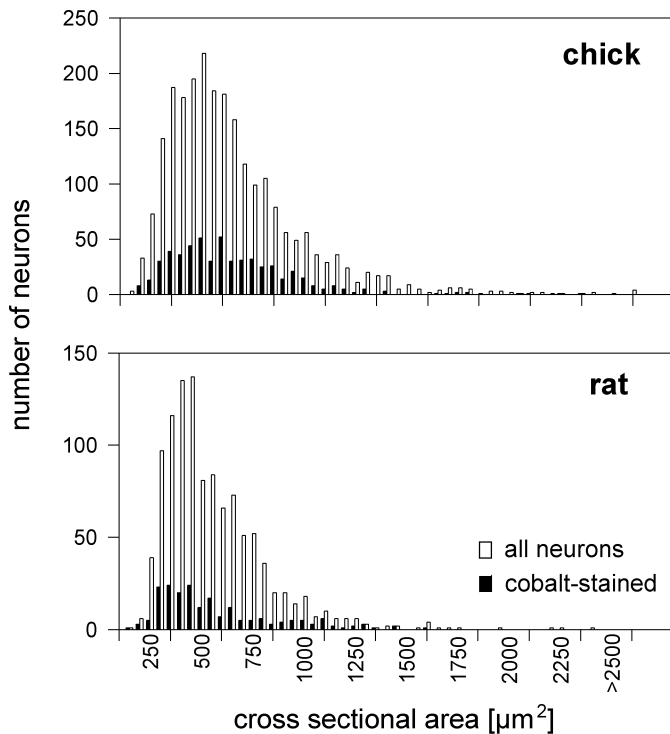 250
chick
200
150
100
50
0
number of neurons
150
rat
100
50
all neurons
cobalt-stained
0
250 500 750 1000 1250 1500 1750 2000 2250 >2500
cross sectional area [µm²]